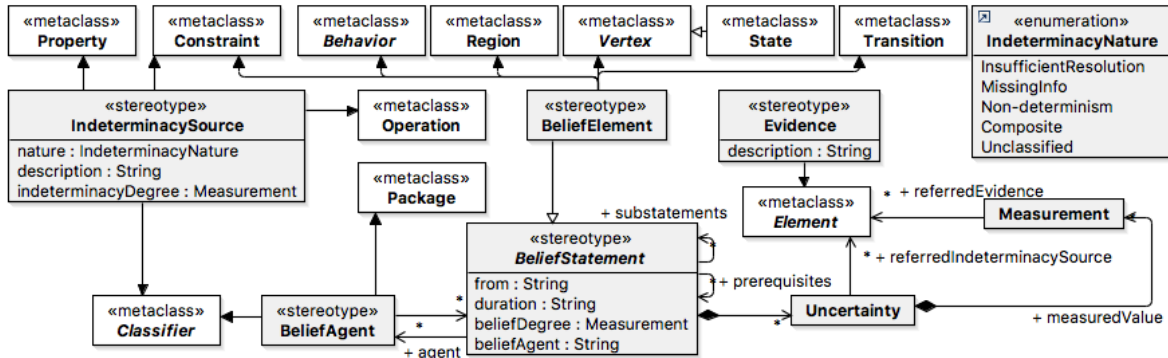 «metaclass»
Property
«metaclass»
Constraint
«metaclass»
Behavior
«metaclass»
Region
«metaclass»
Vertex
«metaclass»
State
«metaclass»
Transition
«enumeration»
IndeterminacyNature
InsufficientResolution
MissingInfo
Non-determinism
Composite
Unclassified
«stereotype»
IndeterminacySource
nature : IndeterminacyNature
description : String
indeterminacyDegree : Measurement
«metaclass»
Operation
«stereotype»
BeliefElement
«stereotype»
Evidence
description : String
«metaclass»
Package
«metaclass»
Element
* + referredEvidence
Measurement
+ substatements
*
«stereotype»
BeliefStatement
from : String
duration : String
beliefDegree : Measurement
beliefAgent : String
* + prerequisites
* + referredIndeterminacySource
«metaclass»
Classifier
«stereotype»
BeliefAgent
*
*
+ agent
*
Uncertainty
+ measuredValue